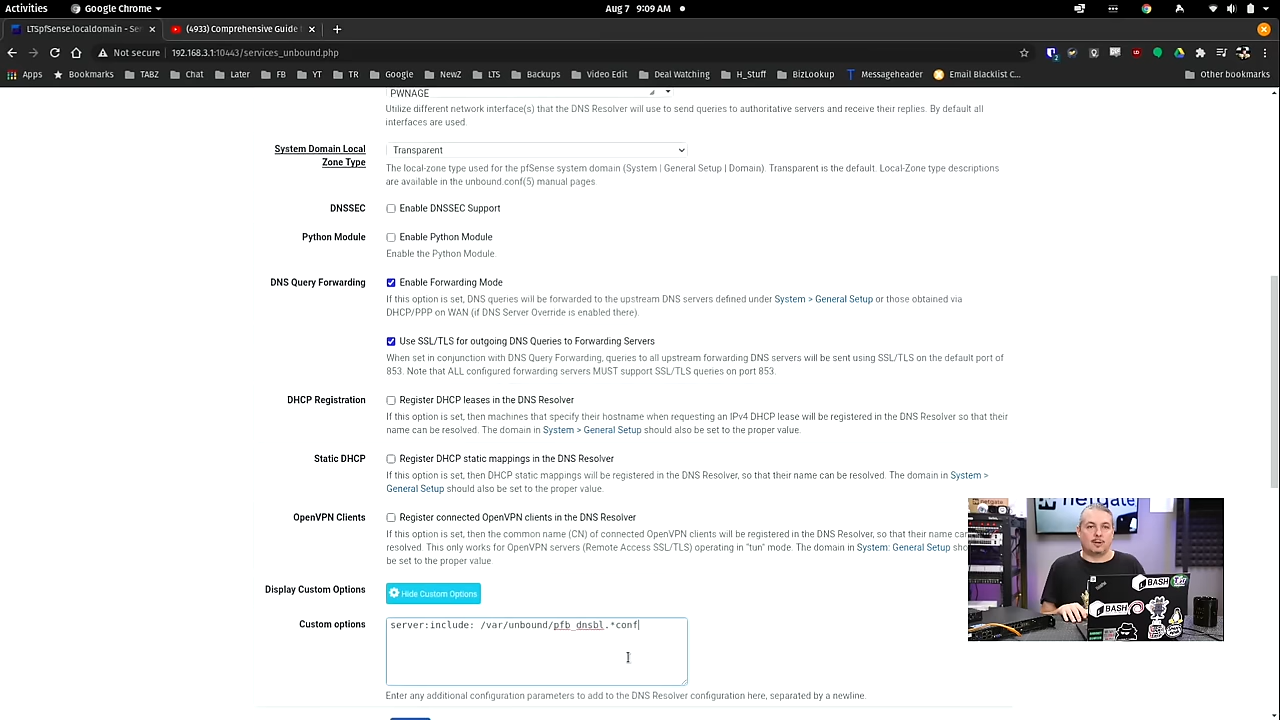 Activities
Google Chrome
Aug 7 9:09 AM
LTSpfSense.localdomain - Ser
(4933) Comprehensive Guide
Not secure
192.168.3.1:10443/services_unbound.php
Apps
Bookmarks
TABZ
Chat
Later
FB
YT
TR
Google
NewZ
LTS
Backups
Video Edit
Deal Watching
H_Stuff
BizLookup
Messageheader
Email Blacklist C...
Other bookmarks
PWNAGE
Utilize different network interface(s) that the DNS Resolver will use to send queries to authoritative servers and receive their replies. By default all
interfaces are used.
System Domain Local
Zone Type
Transparent
The local-zone type used for the pfSense system domain (System | General Setup | Domain). Transparent is the default. Local-Zone type descriptions
are available in the unbound.conf(5) manual pages
DNSSEC
Enable DNSSEC Support
Python Module
Enable Python Module
Enable the Python Module.
DNS Query Forwarding
Enable Forwarding Mode
If this option is set, DNS queries will be forwarded to the upstream DNS servers defined under System > General Setup or those obtained via
DHCP/PPP on WAN (if DNS Server Override is enabled there).
Use SSL/TLS for outgoing DNS Queries to Forwarding Servers
When set in conjunction with DNS Query Forwarding, queries to all upstream forwarding DNS servers will be sent using SSL/TLS on the default port of
853. Note that ALL configured forwarding servers MUST support SSL/TLS queries on port 853.
DHCP Registration
Register DHCP leases in the DNS Resolver
If this option is set, then machines that specify their hostname when requesting an IPv4 DHCP lease will be registered in the DNS Resolver so that their
name can be resolved. The domain in System > General Setup should also be set to the proper value.
Static DHCP
Register DHCP static mappings in the DNS Resolver
If this option is set, then DHCP static mappings will be registered in the DNS Resolver, so that their name can be resolved. The domain in System >
General Setup should also be set to the proper value.
OpenVPN Clients
Register connected OpenVPN clients in the DNS Resolver
If this option is set, then the common name (CN) of connected OpenVPN clients will be registered in the DNS Resolver, so that their name can
resolved. This only works for OpenVPN servers (Remote Access SSL/TLS) operating in "tun" mode. The domain in System: General Setup sho
be set to the proper value.
Display Custom Options
Hide Custom Options
Custom options
server:include: /var/unbound/pfb_dnsbl.*conf
Enter any additional configuration parameters to add to the DNS Resolver configuration here, separated by a newline.
netgate
netgate
BASH
BASH